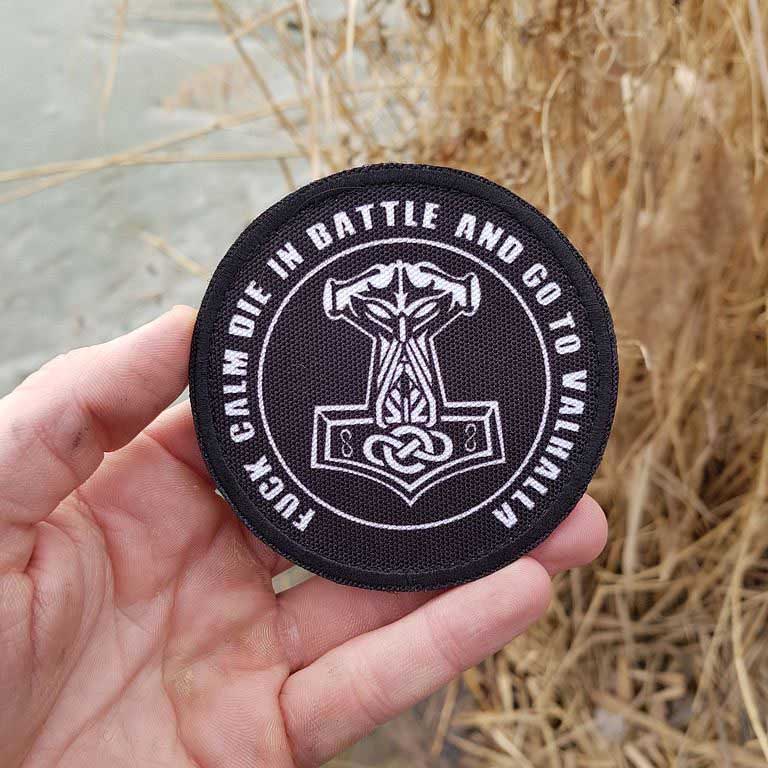 FUCK CALM DIE IN BATTLE AND GO TO VALHALLA